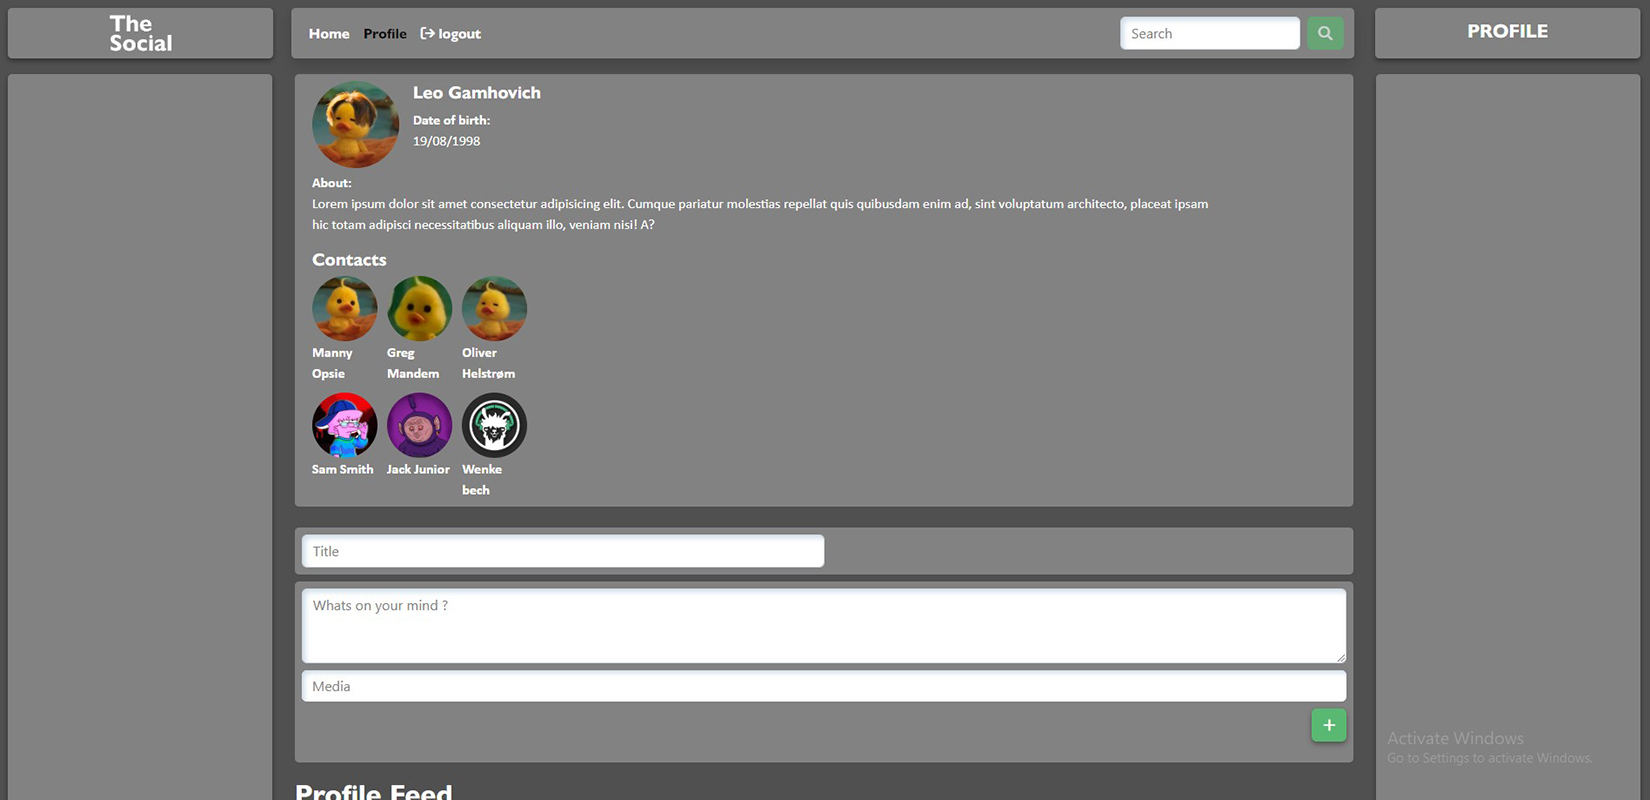 The
Social
Home Profile logout
Search
PROFILE
Leo Gamhovich
Date of birth:
19/08/1998
About:
Lorem ipsum dolor sit amet consectetur adipisicing elit. Cumque pariatur molestias repellat quis quibusdam enim ad, sint voluptatum architecto, placeat ipsam
hic totam adipisci necessitatibus aliquam illo, veniam nisi! A?
Contacts
Manny
Opsie
Greg
Mandem
Oliver
Helstrøm
Sam Smith
Jack Junior
Wenke
bech
Title
Whats on your mind ?
Media
+
Activate Windows
Go to Settings to activate Windows.
Profile Feed